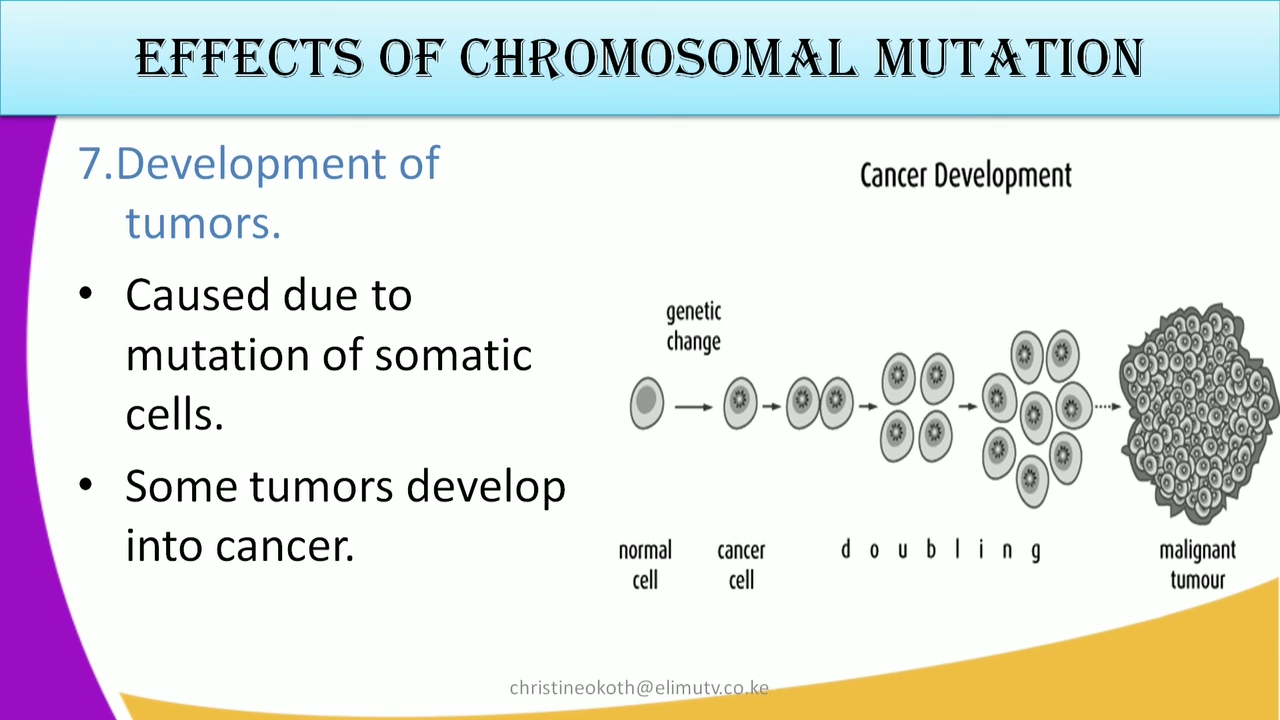 EFFECTS OF CHROMOSOMAL MUTATION
7.Development of
tumors.
• Caused due to
mutation of somatic
cells.
• Some tumors develop
into cancer.
Cancer Development
genetic
change
normal
cell
cancer
cell
d o u b l i n g
malignant
tumour
christineokoth@elimutv.co.ke